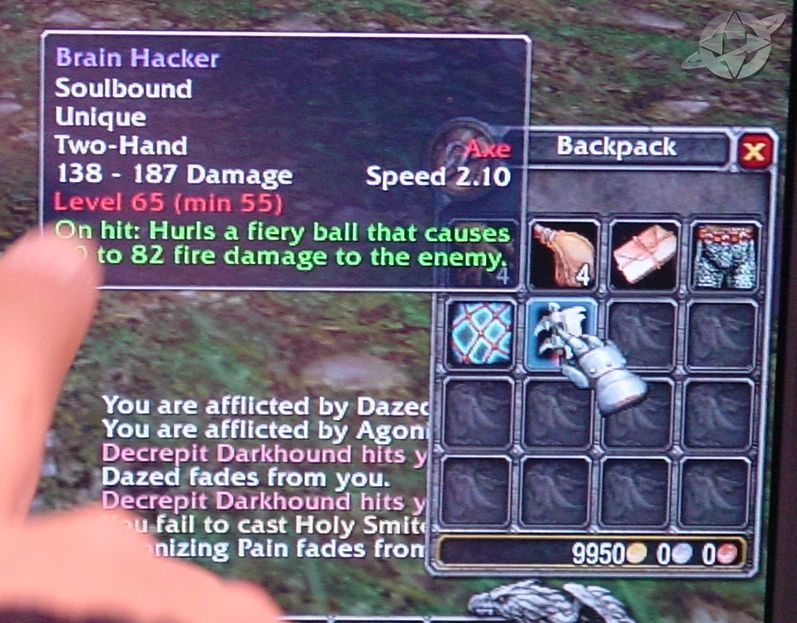 Brain Hacker
Soulbound
Unique
Two-Hand Axe
138 - 187 Damage Speed 2.10
Level 65 (min 55)
On hit: Hurls a fiery ball that causes
to 82 fire damage to the enemy.
Backpack
4
4
You are afflicted by Dazed
You are afflicted by
Decrepit Darkhound hits
Dazed fades from you.
Decrepit Darkhound hits
You fail to cast Holy Smite
Pain fades from
9950 0 0